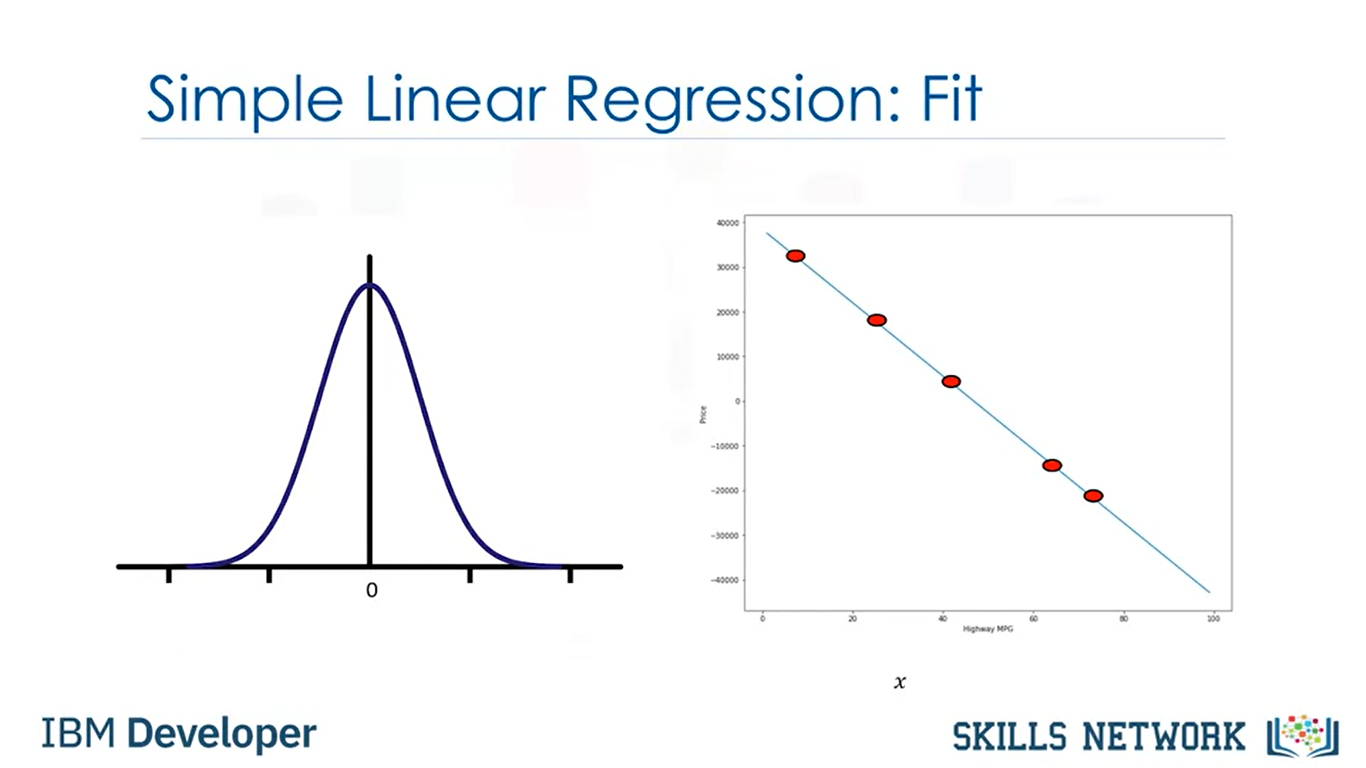 Simple Linear Regression: Fit
0
40000
30000
20000
10000
0
−10000
−20000
−30000
−40000
Price
0 20 40 60 80 100
Highway MPG
x
IBM Developer
SKILLS NETWORK